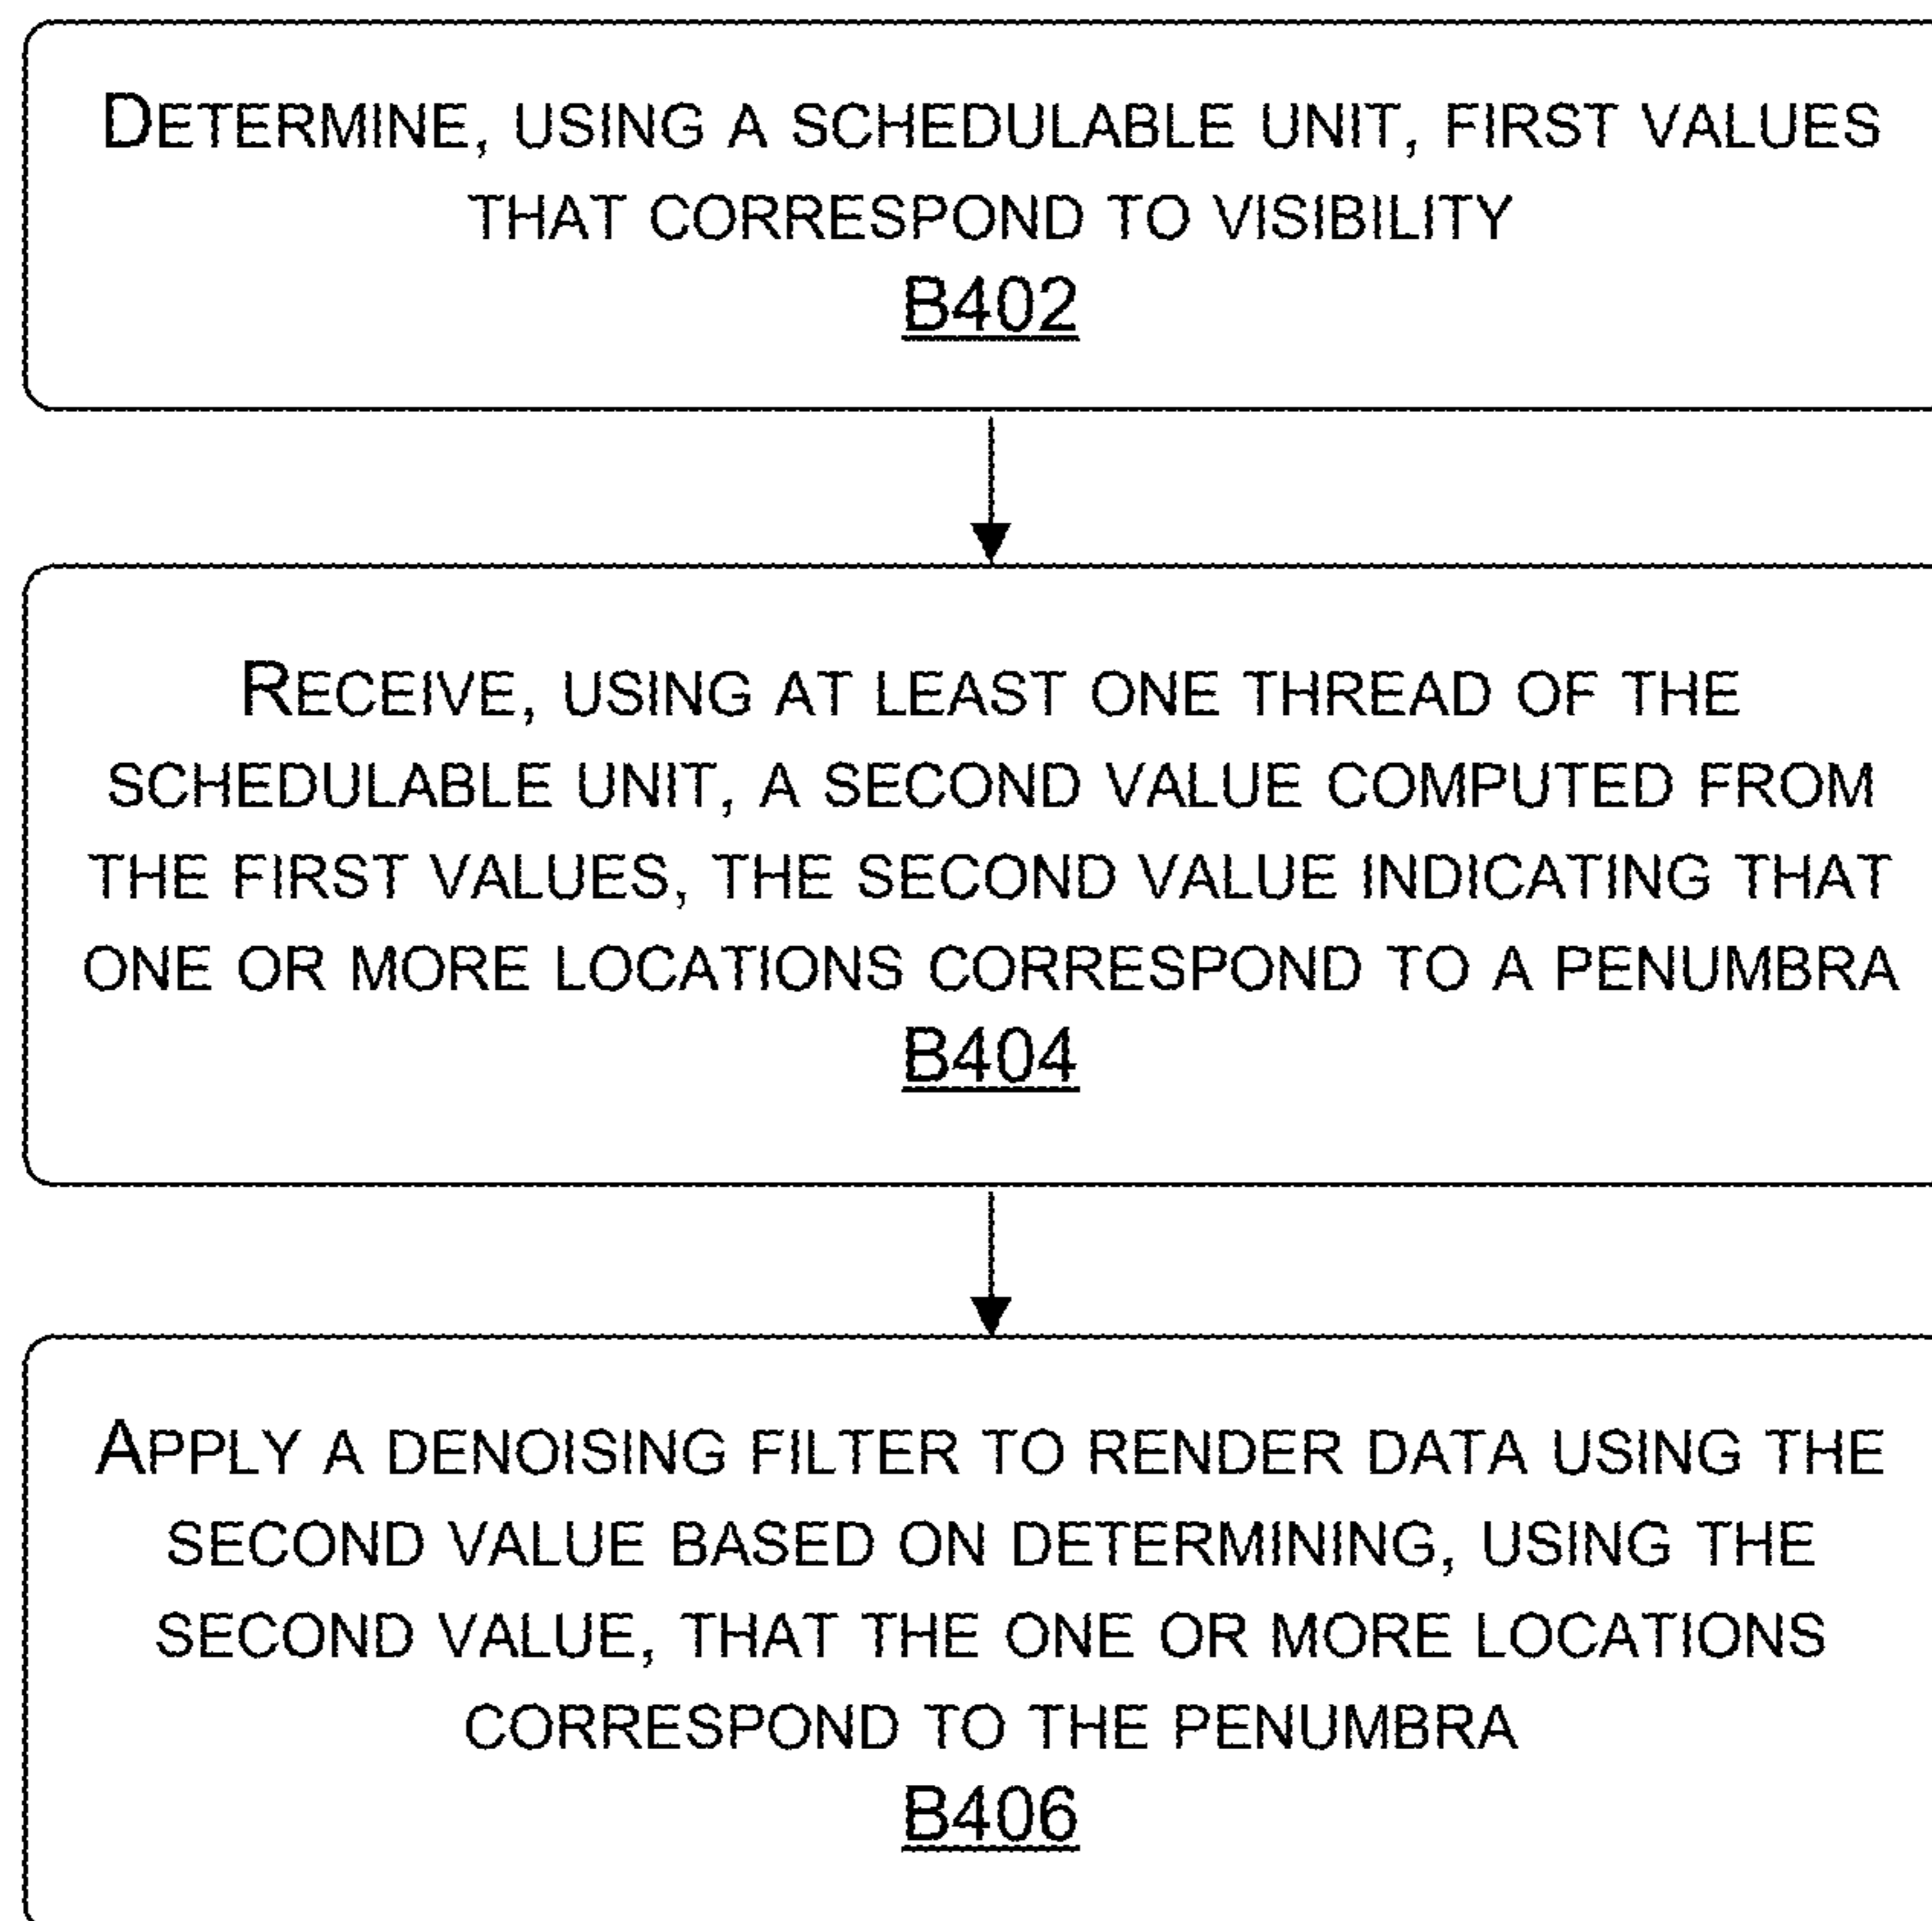 DETERMINE, USING A SCHEDULABLE UNIT, FIRST VALUES
THAT CORRESPOND TO VISIBILITY
B402
RECEIVE, USING AT LEAST ONE THREAD OF THE
SCHEDULABLE UNIT, A SECOND VALUE COMPUTED FROM
THE FIRST VALUES, THE SECOND VALUE INDICATING THAT
ONE OR MORE LOCATIONS CORRESPOND TO A PENUMBRA
B404
APPLY A DENOISING FILTER TO RENDER DATA USING THE
SECOND VALUE BASED ON DETERMINING, USING THE
SECOND VALUE, THAT THE ONE OR MORE LOCATIONS
CORRESPOND TO THE PENUMBRA
B406